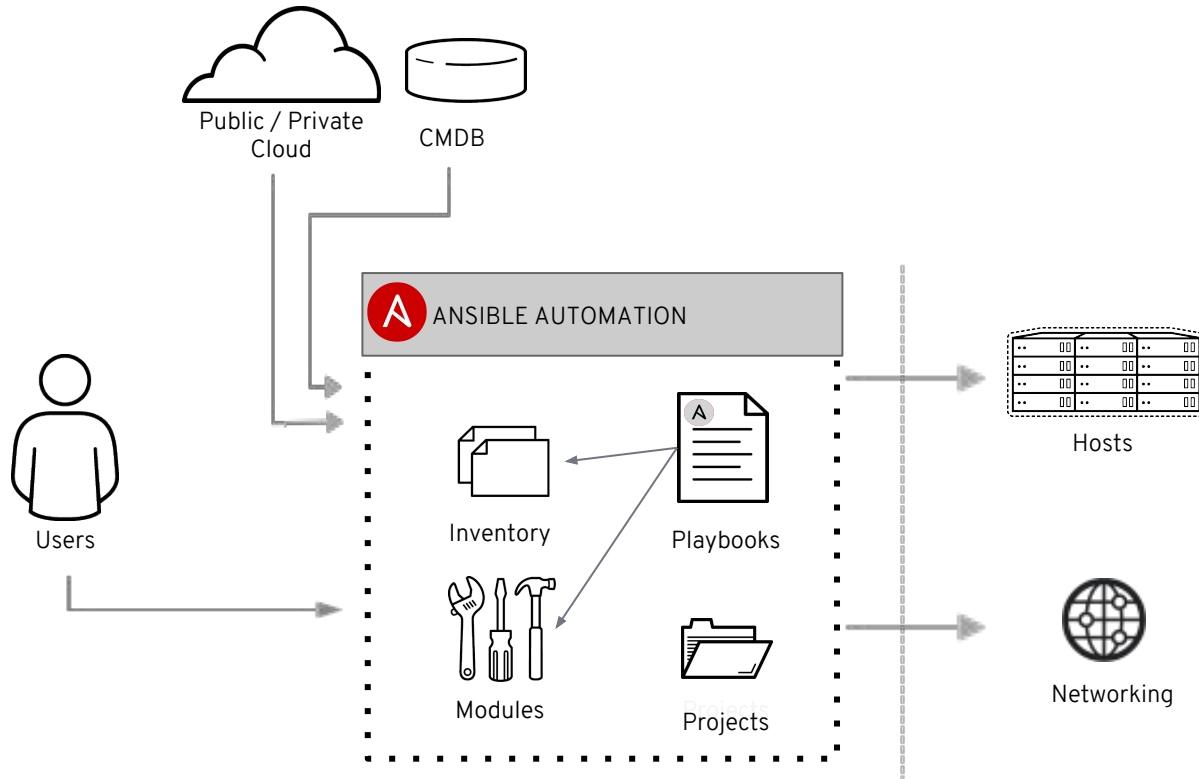 Public / Private
Cloud
CMDB
ANSIBLE AUTOMATION
Users
Inventory
Playbooks
Modules
Projects
Hosts
Networking